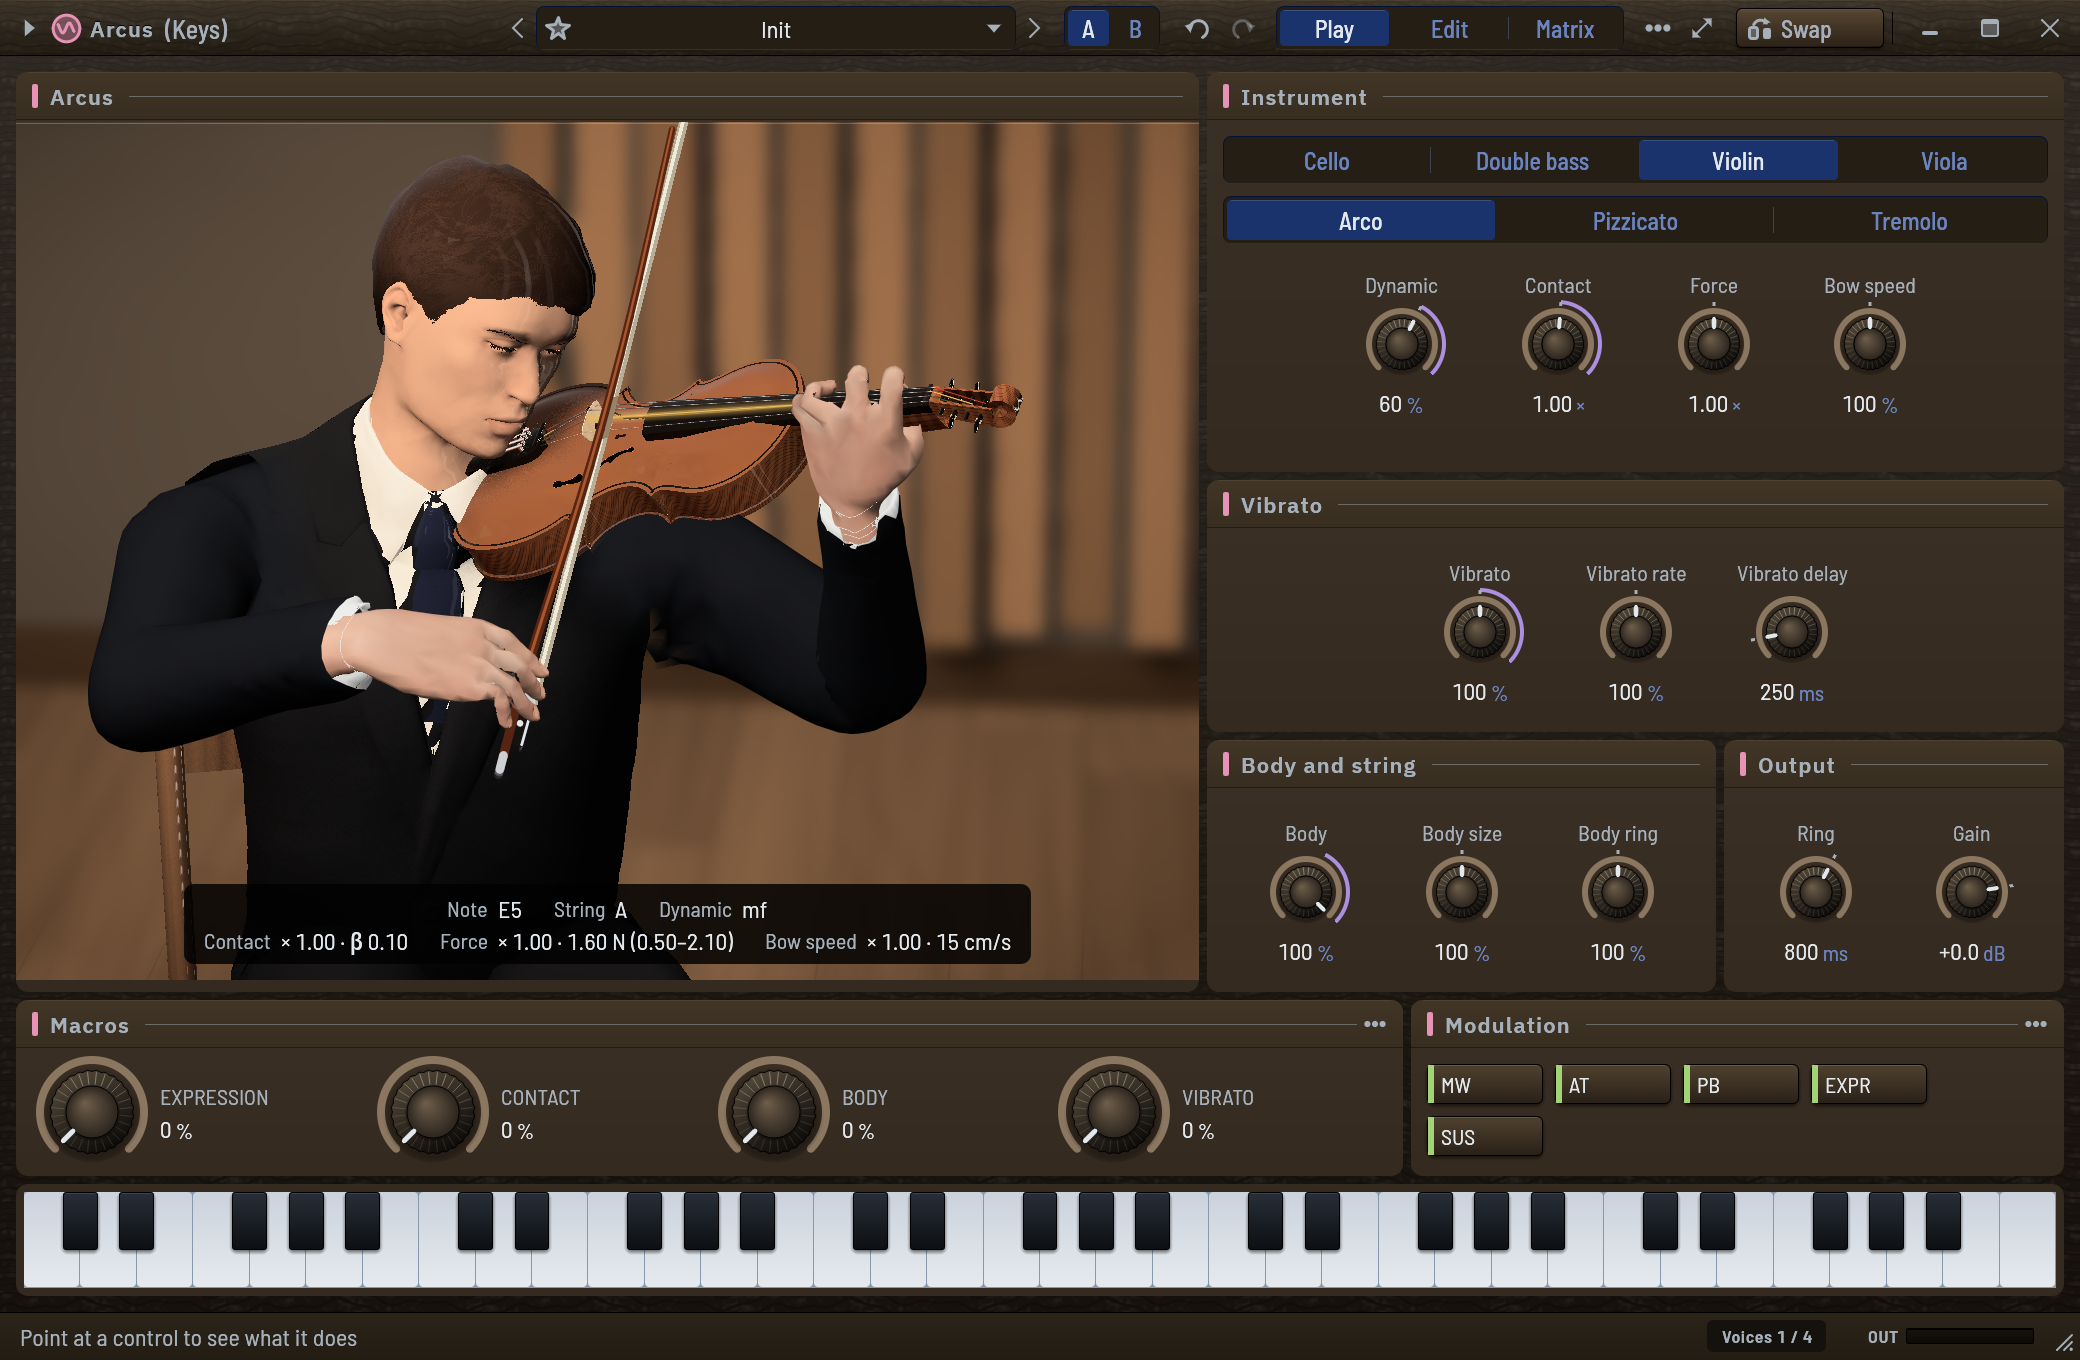 Arcus (Keys)
Init
A B
Play Edit Matrix
Swap
Arcus
Instrument
Cello Double bass Violin Viola
Arco Pizzicato Tremolo
Dynamic Contact Force Bow speed
60 % 1.00 × 1.00 × 100 %
Vibrato
Vibrato Vibrato rate Vibrato delay
100 % 100 % 250 ms
Body and string
Output
Body Body size Body ring
Ring Gain
100 % 100 % 100 %
800 ms +0.0 dB
Note E5 String A Dynamic mf
Contact × 1.00 · β 0.10 Force × 1.00 · 1.60 N (0.50–2.10) Bow speed × 1.00 · 15 cm/s
Macros
EXPRESSION
0 %
CONTACT
0 %
BODY
0 %
VIBRATO
0 %
Modulation
MW AT PB EXPR
SUS
Point at a control to see what it does
Voices 1 / 4 OUT